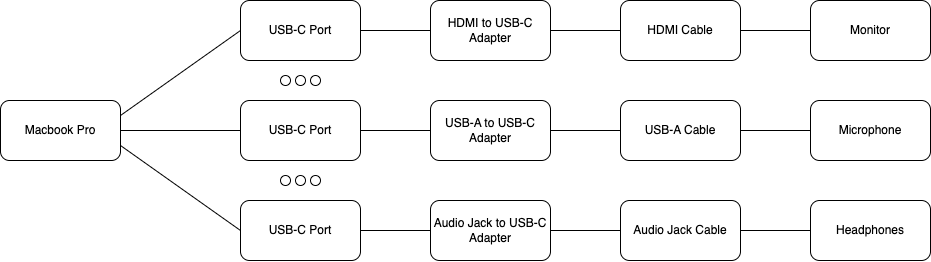 USB-C Port
HDMI to USB-C
Adapter
HDMI Cable
Monitor
Macbook Pro
USB-C Port
USB-A to USB-C
Adapter
USB-A Cable
Microphone
USB-C Port
Audio Jack to USB-C
Adapter
Audio Jack Cable
Headphones